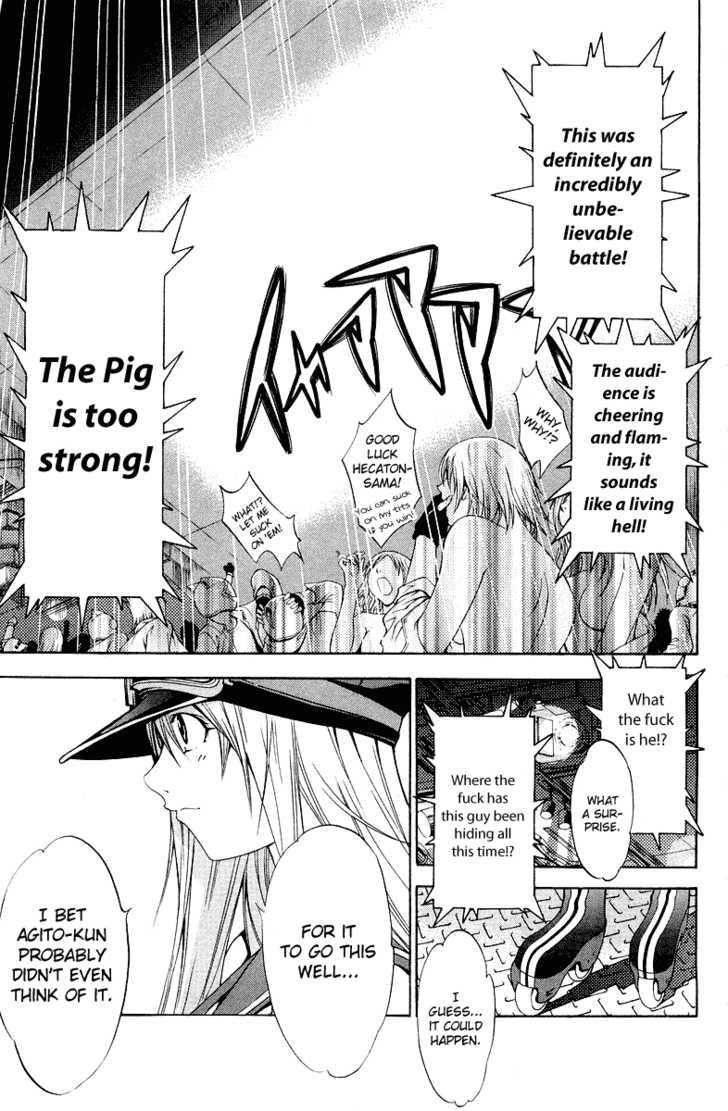 This was
definitely an
incredibly
unbe-
lievable
battle!
The audi-
ence is
cheering
and flam-
ing, it
sounds
like a living
hell!
WHY,
WHY!?
GOOD
LUCK
HECATON-
SAMA!
You can suck
on my tits
if you win!
WHAT!?
LET ME
SUCK
ON 'EM!
The Pig
is too
strong!
What
the fuck
is he!?
WHAT
A SUR-
PRISE.
Where the
fuck has
this guy been
hiding all
this time!?
I
GUESS...
IT COULD
HAPPEN.
FOR IT
TO GO THIS
WELL...
I BET
AGITO-KUN
PROBABLY
DIDN'T EVEN
THINK OF IT.